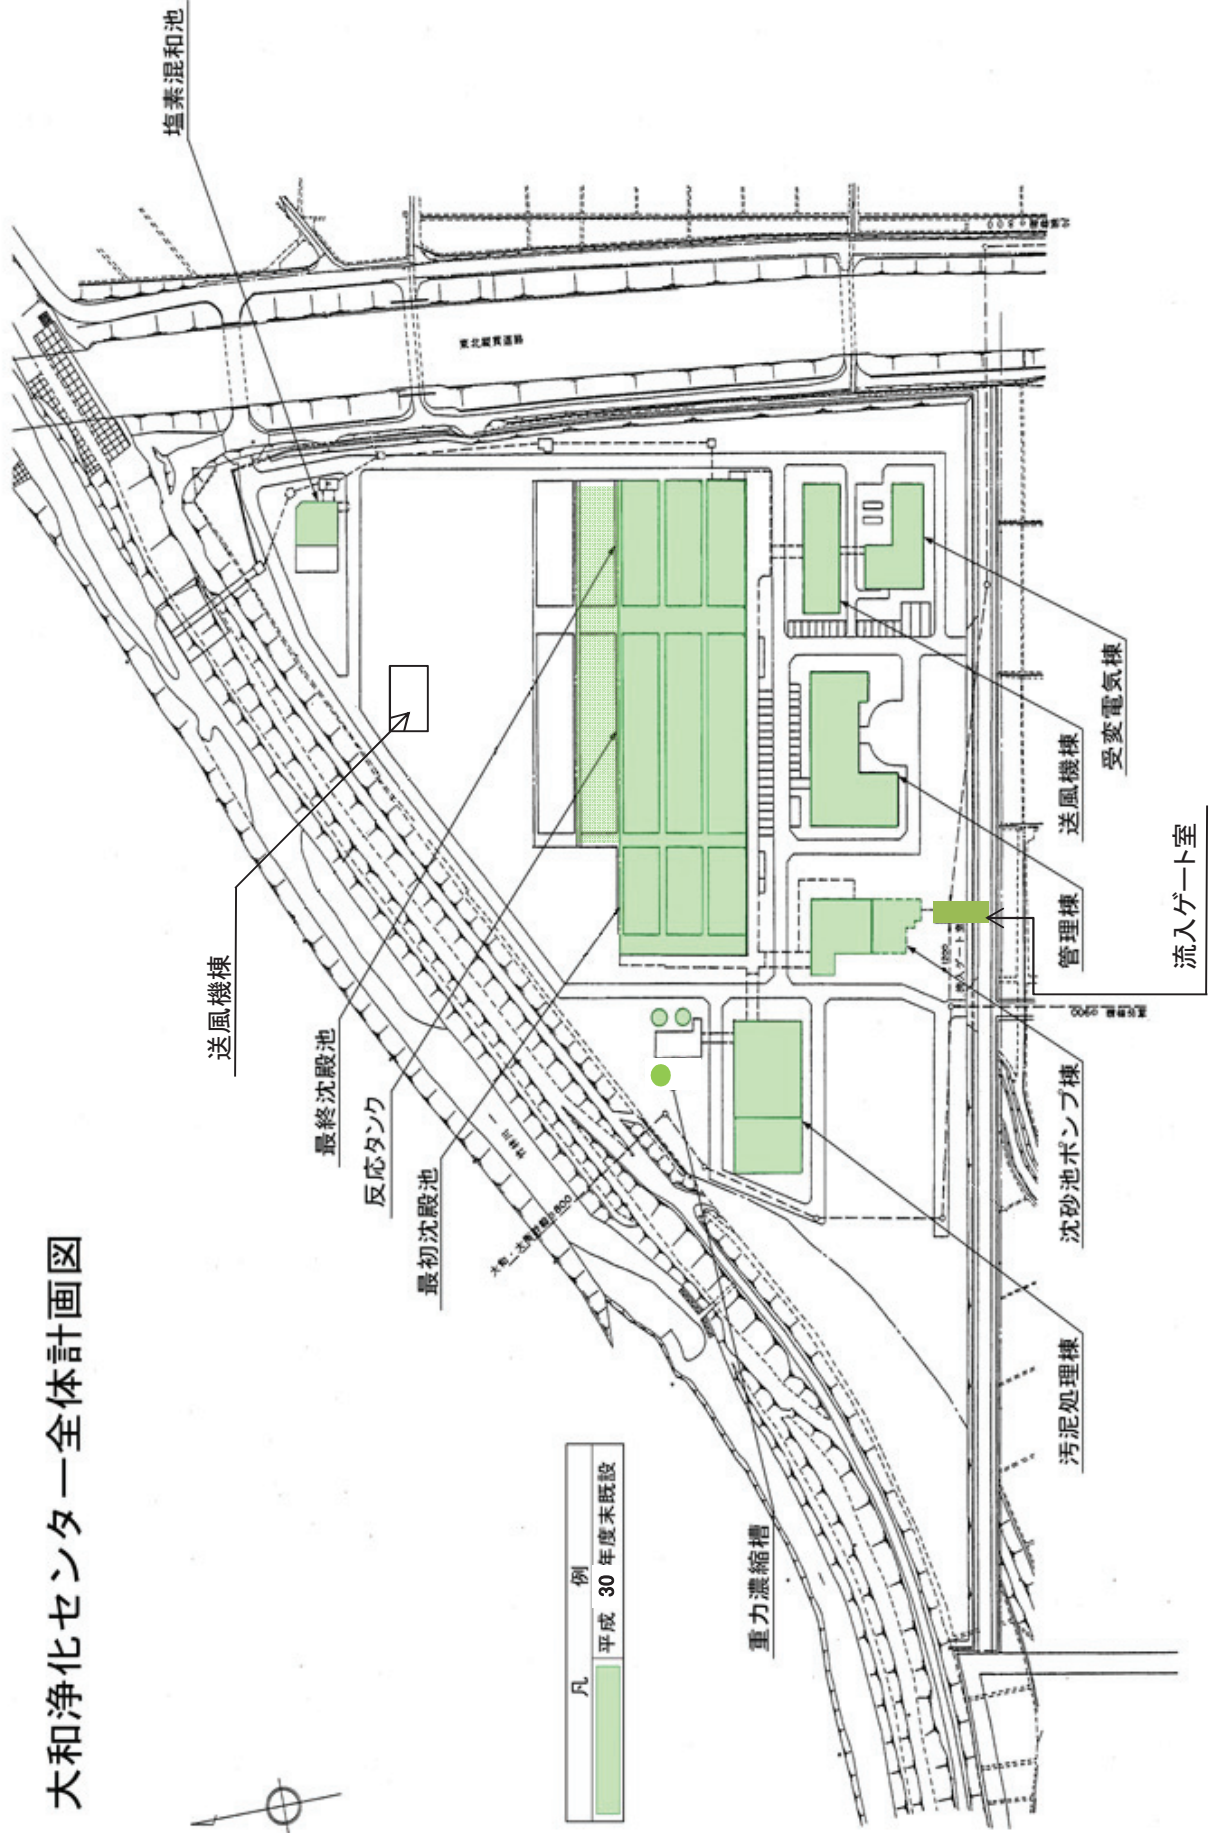 大和浄化センター全体計画図
塩素混和池
東北縦貫道路
送風機棟
最終沈殿池
反応タンク
最初沈殿池
受変電気棟
送風機棟
管理棟
流入ゲート室
沈砂池ポンプ棟
汚泥処理棟
重力濃縮槽
凡 例
平成 30 年度末既設